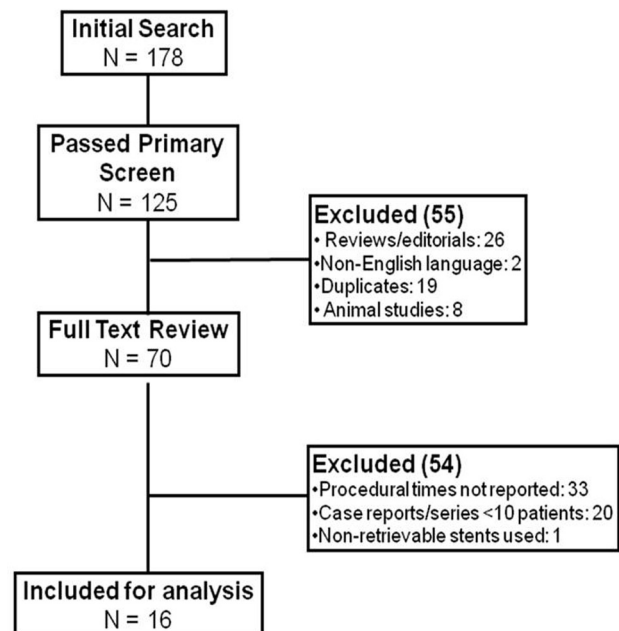 Initial Search
N = 178
Passed Primary
Screen
N = 125
Excluded (55)
• Reviews/editorials: 26
•Non-English language: 2
• Duplicates: 19
• Animal studies: 8
Full Text Review
N = 70
Excluded (54)
•Procedural times not reported: 33
•Case reports/series <10 patients: 20
•Non-retrievable stents used: 1
Included for analysis
N = 16